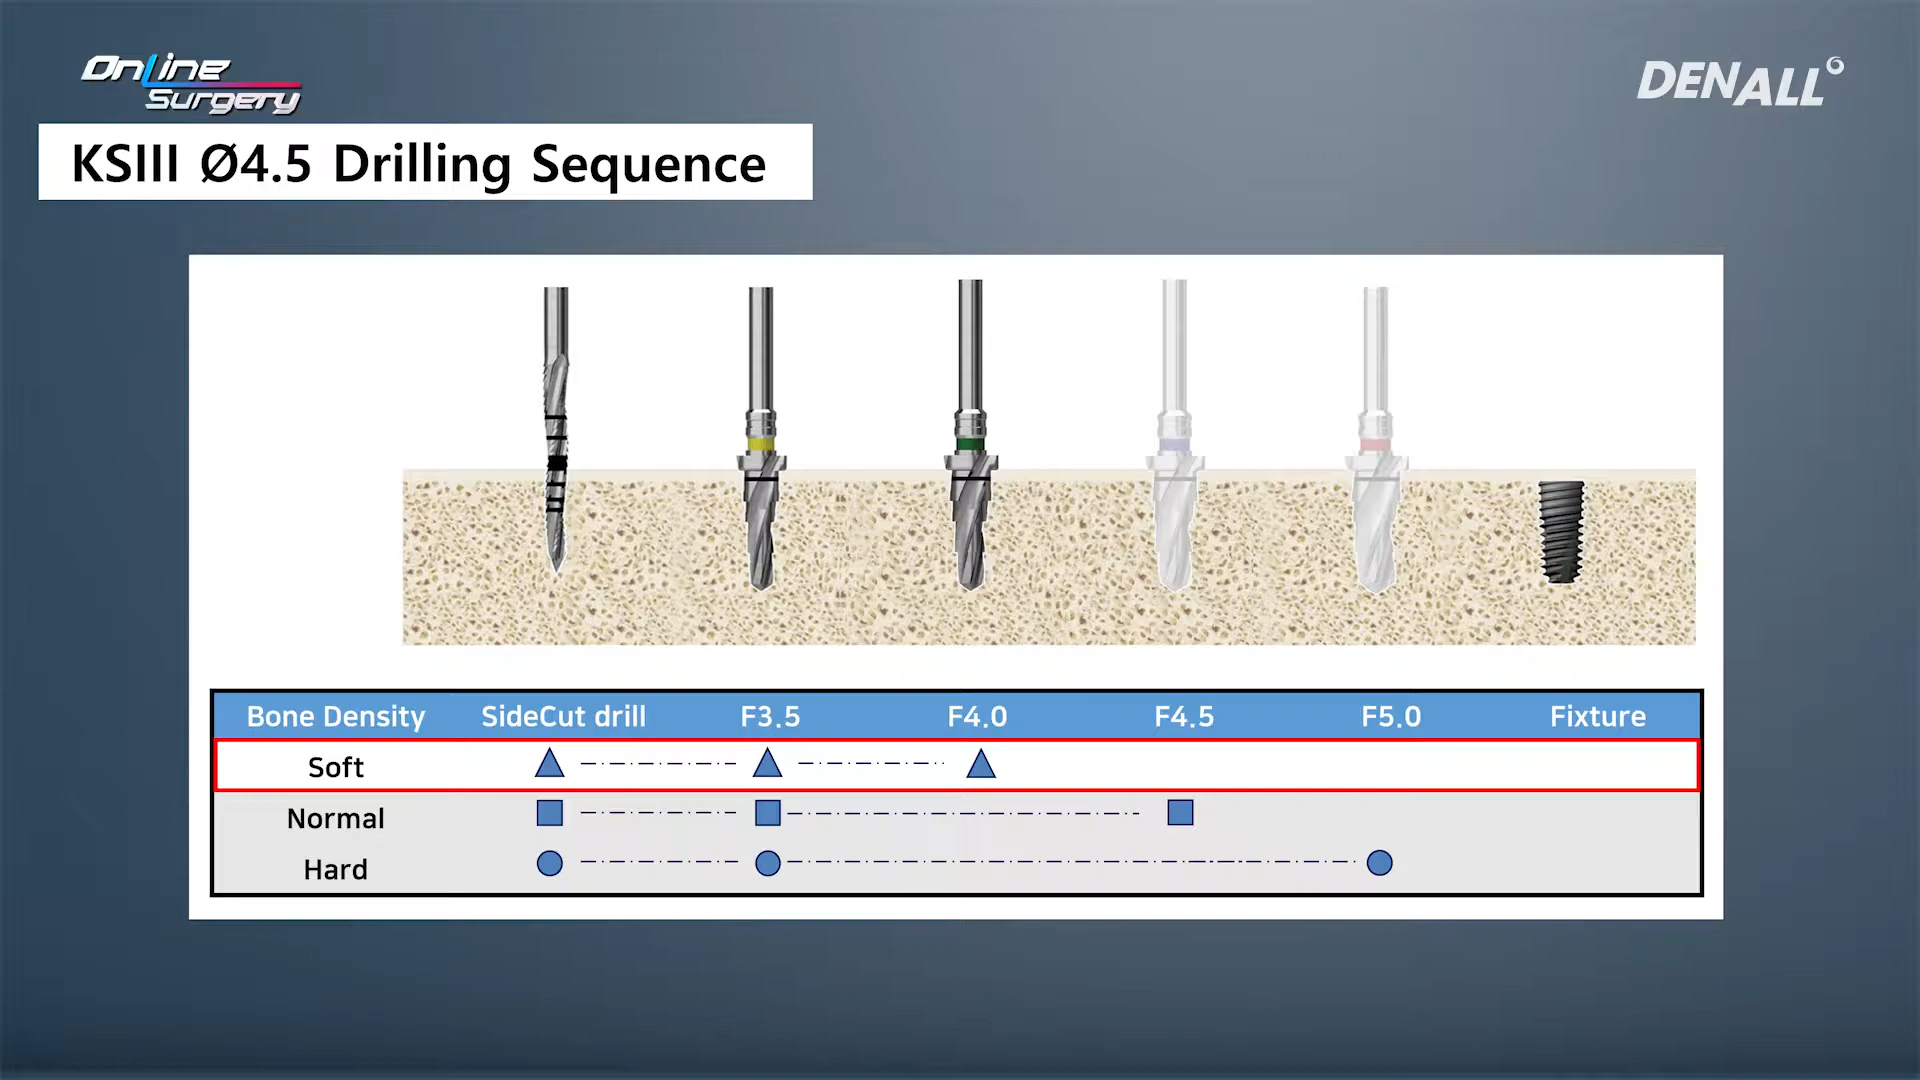 OnLine
Surgery
DENALL
KSIII Ø4.5 Drilling Sequence
Bone Density SideCut drill F3.5 F4.0 F4.5 F5.0 Fixture
Soft
Normal
Hard